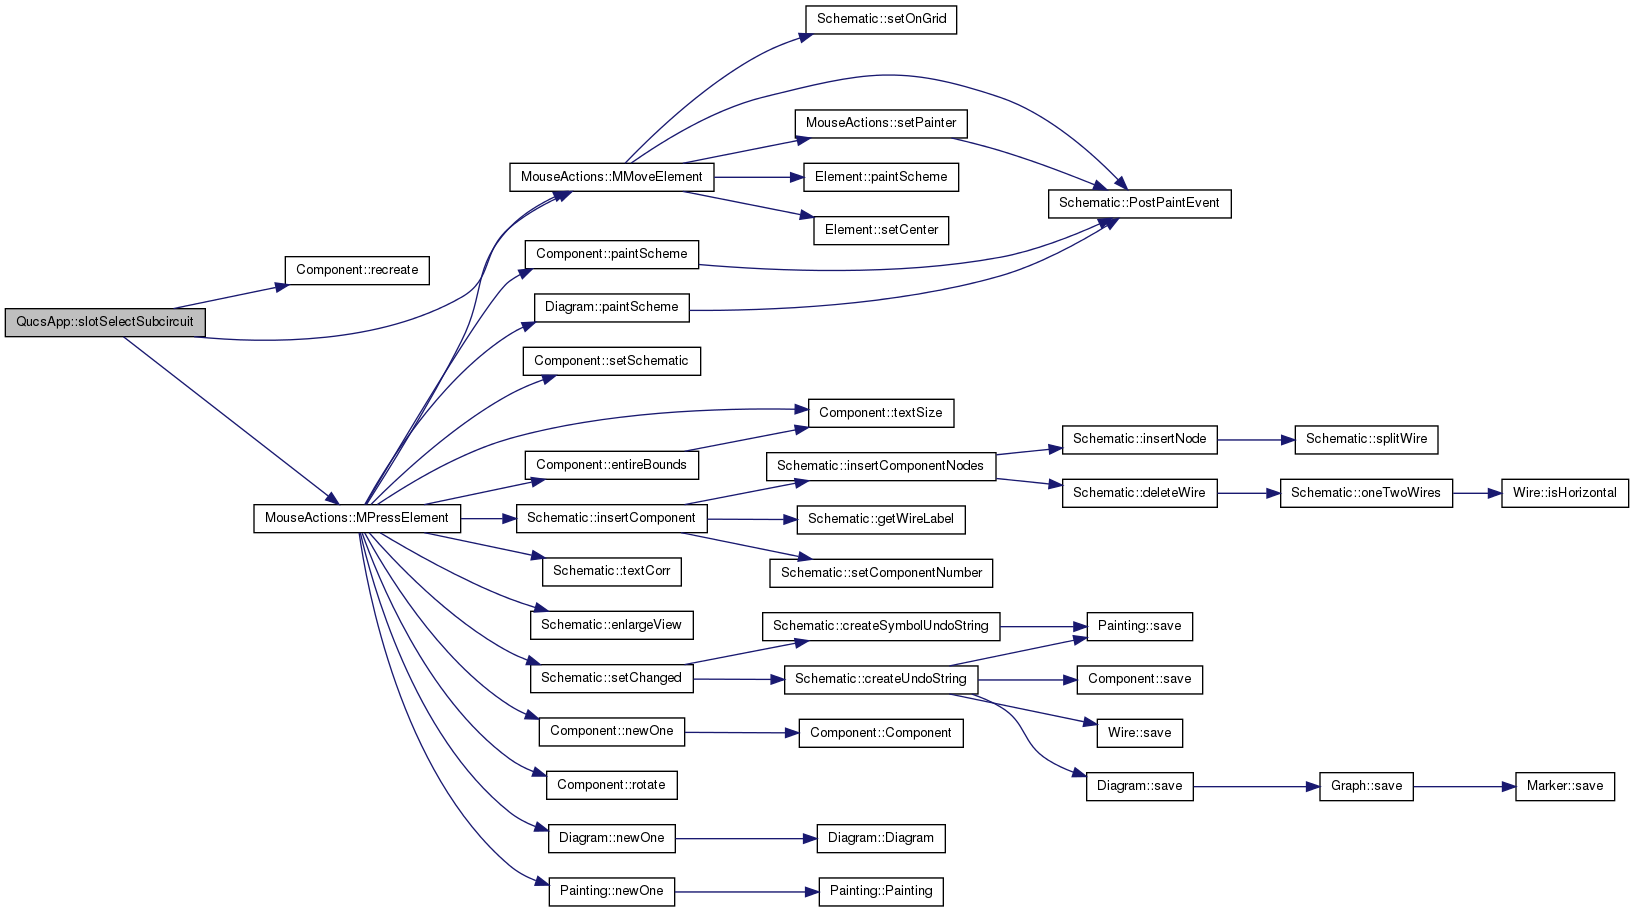 QucsApp::slotSelectSubcircuit
Component::recreate
MouseActions::MPressElement
MouseActions::MMoveElement
Component::paintScheme
Diagram::paintScheme
Component::setSchematic
Component::entireBounds
Schematic::insertComponent
Schematic::textCorr
Schematic::enlargeView
Schematic::setChanged
Component::newOne
Component::rotate
Diagram::newOne
Painting::newOne
Schematic::setOnGrid
MouseActions::setPainter
Element::paintScheme
Element::setCenter
Component::textSize
Schematic::insertComponentNodes
Schematic::getWireLabel
Schematic::setComponentNumber
Schematic::createSymbolUndoString
Schematic::createUndoString
Component::Component
Diagram::Diagram
Painting::Painting
Schematic::PostPaintEvent
Schematic::insertNode
Schematic::deleteWire
Painting::save
Component::save
Wire::save
Diagram::save
Schematic::splitWire
Schematic::oneTwoWires
Graph::save
Wire::isHorizontal
Marker::save